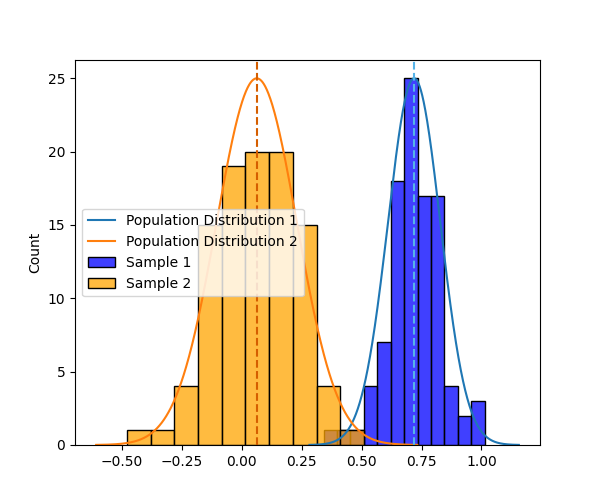 25
20
15
10
5
0
Count
Population Distribution 1
Population Distribution 2
Sample 1
Sample 2
−0.50 −0.25 0.00 0.25 0.50 0.75 1.00